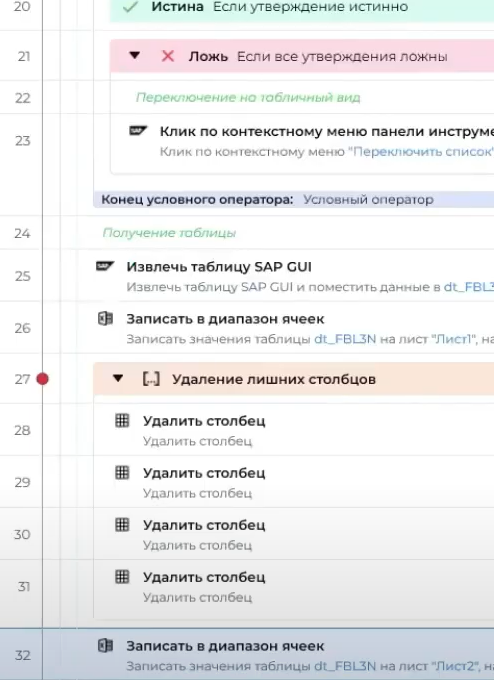 20 Истина Если утверждение истинно
21 Ложь Если все утверждения ложны
22 Переключение на табличный вид
23 Клик по контекстному меню панели инструме
Клик по контекстному меню "Переключить список"
Конец условного оператора: Условный оператор
24 Получение таблицы
25 Извлечь таблицу SAP GUI
Извлечь таблицу SAP GUI и поместить данные в dt_FBL3
26 Записать в диапазон ячеек
Записать значения таблицы dt_FBL3N на лист "Лист1", на
27 [...] Удаление лишних столбцов
28 Удалить столбец
Удалить столбец
29 Удалить столбец
Удалить столбец
30 Удалить столбец
Удалить столбец
31 Удалить столбец
Удалить столбец
32 Записать в диапазон ячеек
Записать значения таблицы dt_FBL3N на лист "Лист2", на